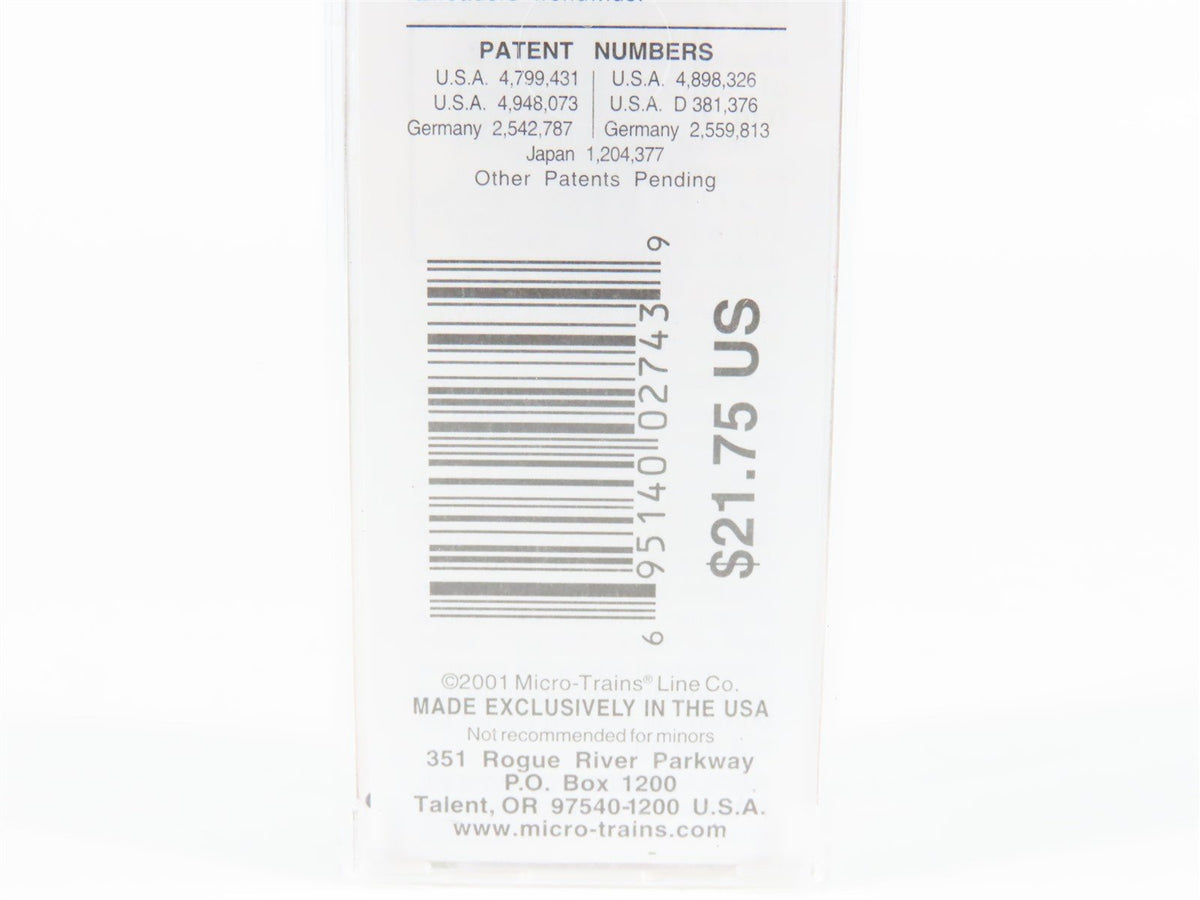 PATENT NUMBERS
U.S.A. 4,799,431 | U.S.A. 4,898,326
U.S.A. 4,948,073 | U.S.A. D 381,376
Germany 2,542,787 | Germany 2,559,813
Japan 1,204,377
Other Patents Pending
6 95140 02743 9
$21.75 US
©2001 Micro-Trains® Line Co.
MADE EXCLUSIVELY IN THE USA
Not recommended for minors
351 Rogue River Parkway
P.O. Box 1200
Talent, OR 97540-1200 U.S.A.
www.micro-trains.com